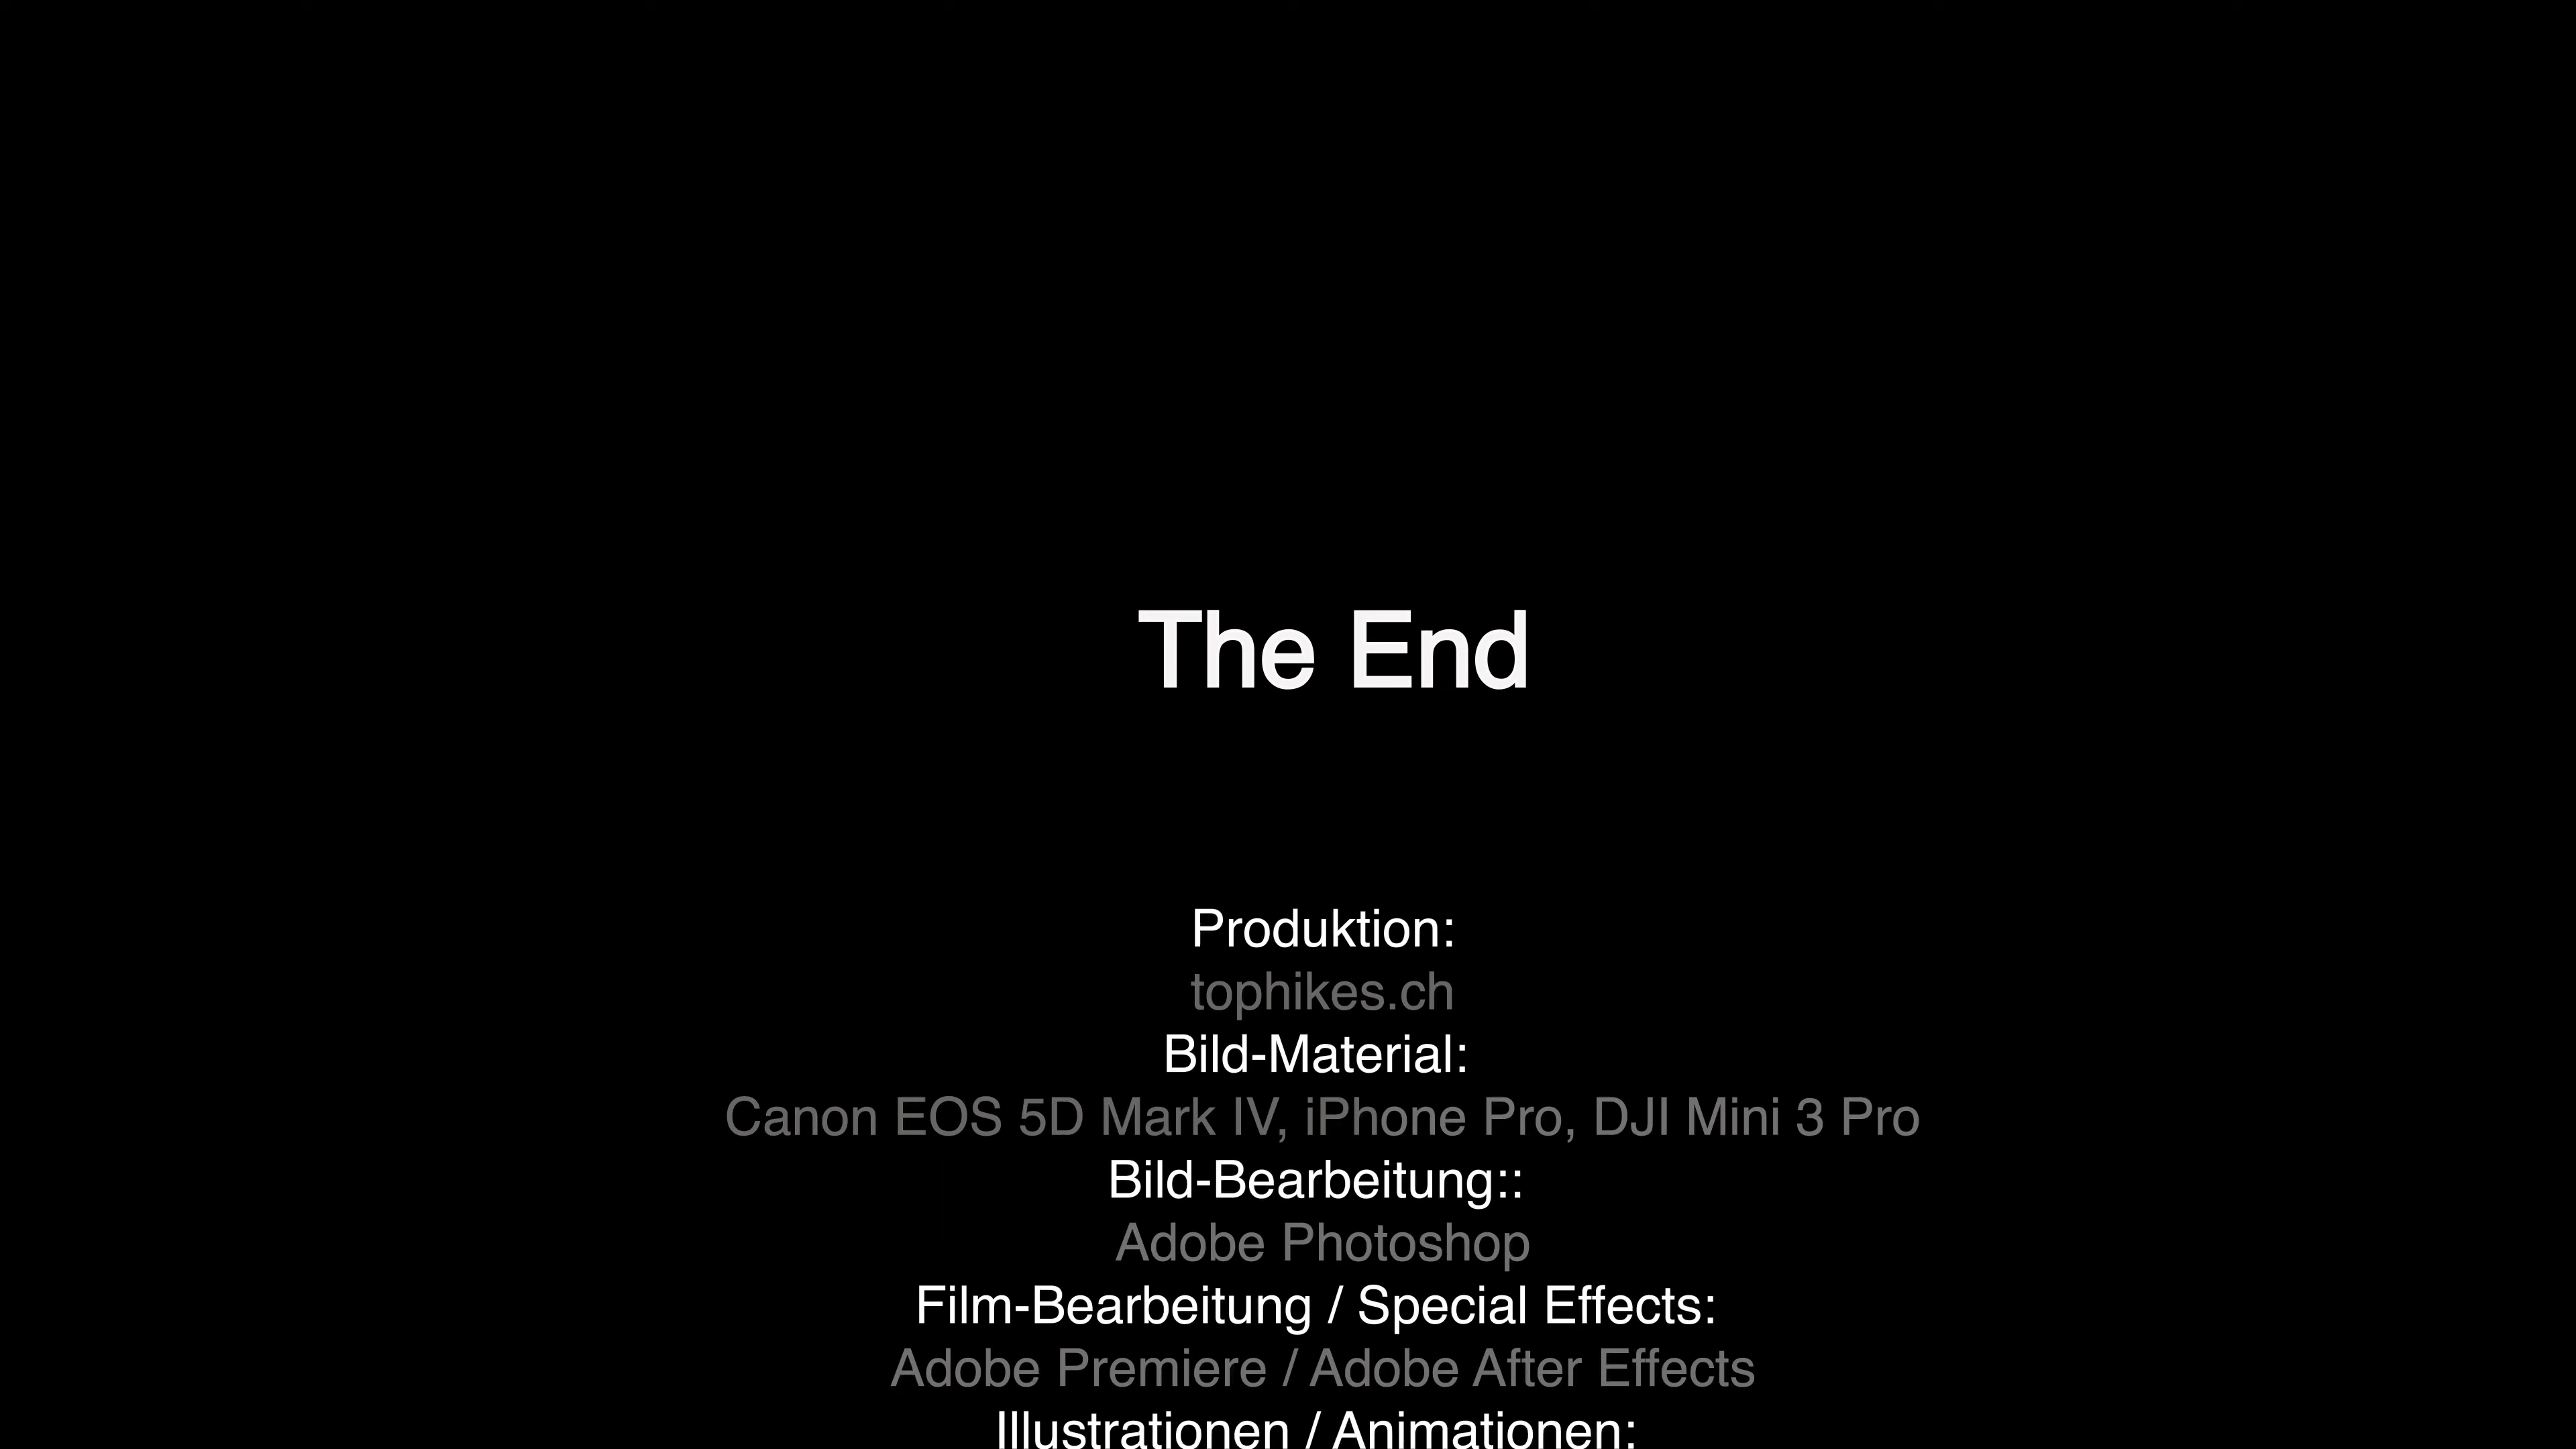 The End
Produktion:
tophikes.ch
Bild-Material:
Canon EOS 5D Mark IV, iPhone Pro, DJI Mini 3 Pro
Bild-Bearbeitung::
Adobe Photoshop
Film-Bearbeitung / Special Effects:
Adobe Premiere / Adobe After Effects
Illustrationen / Animationen: